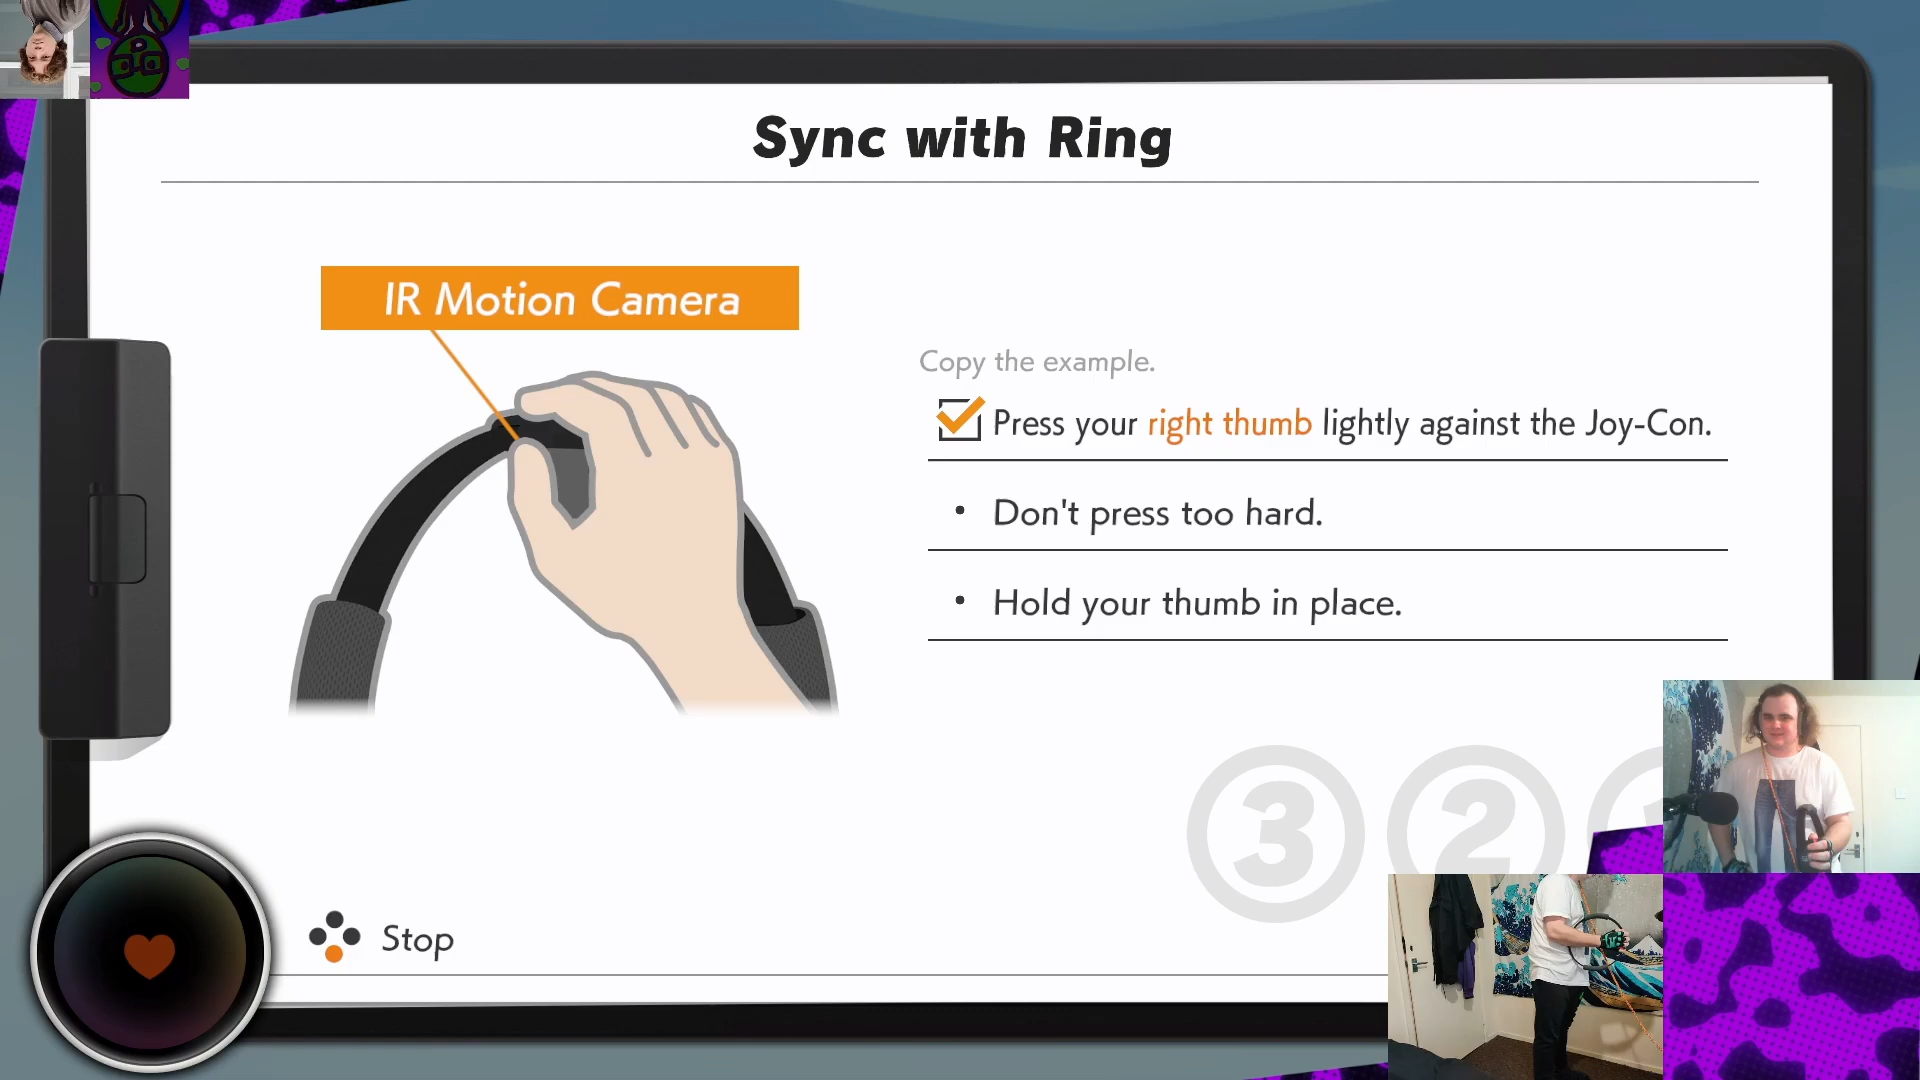 Sync with Ring
IR Motion Camera
Copy the example.
Press your right thumb lightly against the Joy-Con.
• Don't press too hard.
• Hold your thumb in place.
3 2
Stop